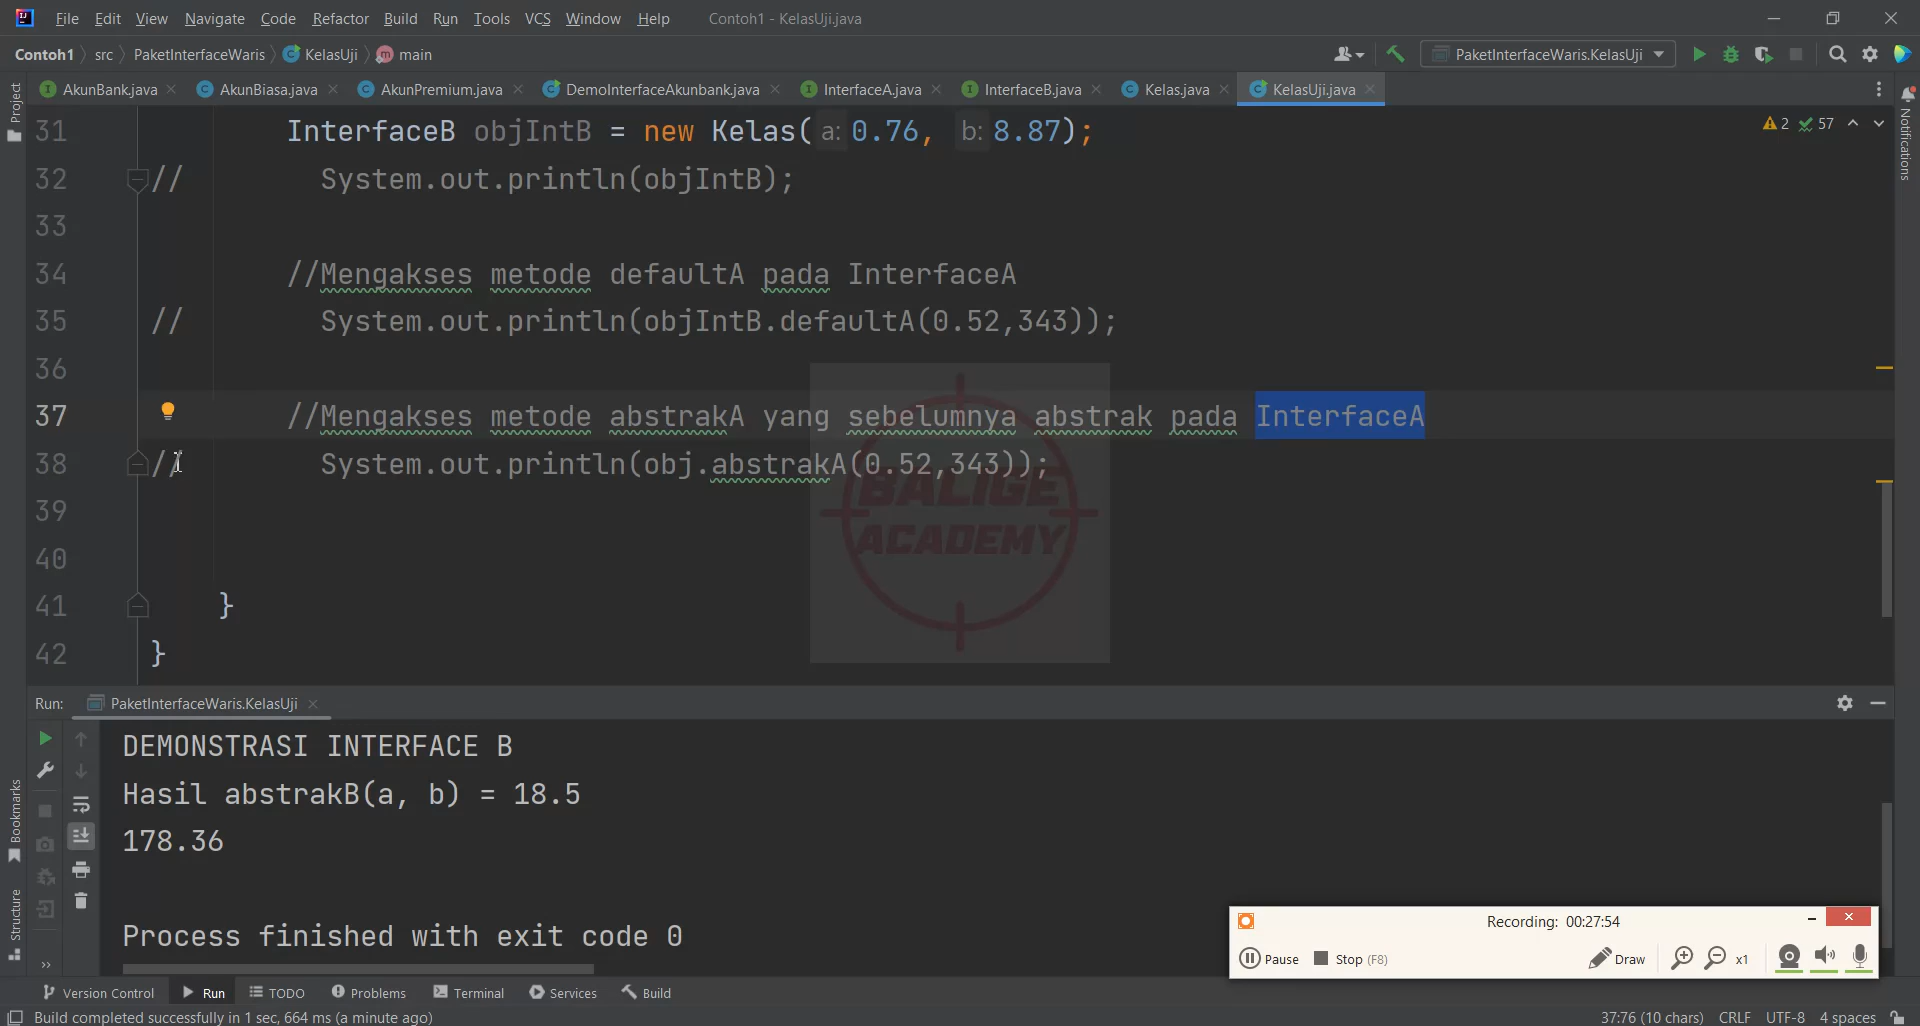 File Edit View Navigate Code Refactor Build Run Tools VCS Window Help Contoh1 - KelasUji.java
Contoh1 src PaketInterfaceWaris KelasUji main PaketInterfaceWaris.KelasUji
Project AkunBank.java AkunBiasa.java AkunPremium.java DemoInterfaceAkunbank.java InterfaceA.java InterfaceB.java Kelas.java KelasUji.java Notifications
31 InterfaceB objIntB = new Kelas( a: 0.76, b: 8.87); 2 57
32 // System.out.println(objIntB);
33
34 //Mengakses metode defaultA pada InterfaceA
35 // System.out.println(objIntB.defaultA(0.52,343));
36
37 //Mengakses metode abstrakA yang sebelumnya abstrak pada InterfaceA
38 // System.out.println(obj.abstrakA(0.52,343));
39
40
41 }
42 }
BALIGE
ACADEMY
Run: PaketInterfaceWaris.KelasUji
DEMONSTRASI INTERFACE B
Hasil abstrakB(a, b) = 18.5
178.36
Process finished with exit code 0
Bookmarks
Structure
Recording: 00:27:54
Pause Stop (F8) Draw x1
Version Control Run TODO Problems Terminal Services Build
Build completed successfully in 1 sec, 664 ms (a minute ago) 37:76 (10 chars) CRLF UTF-8 4 spaces